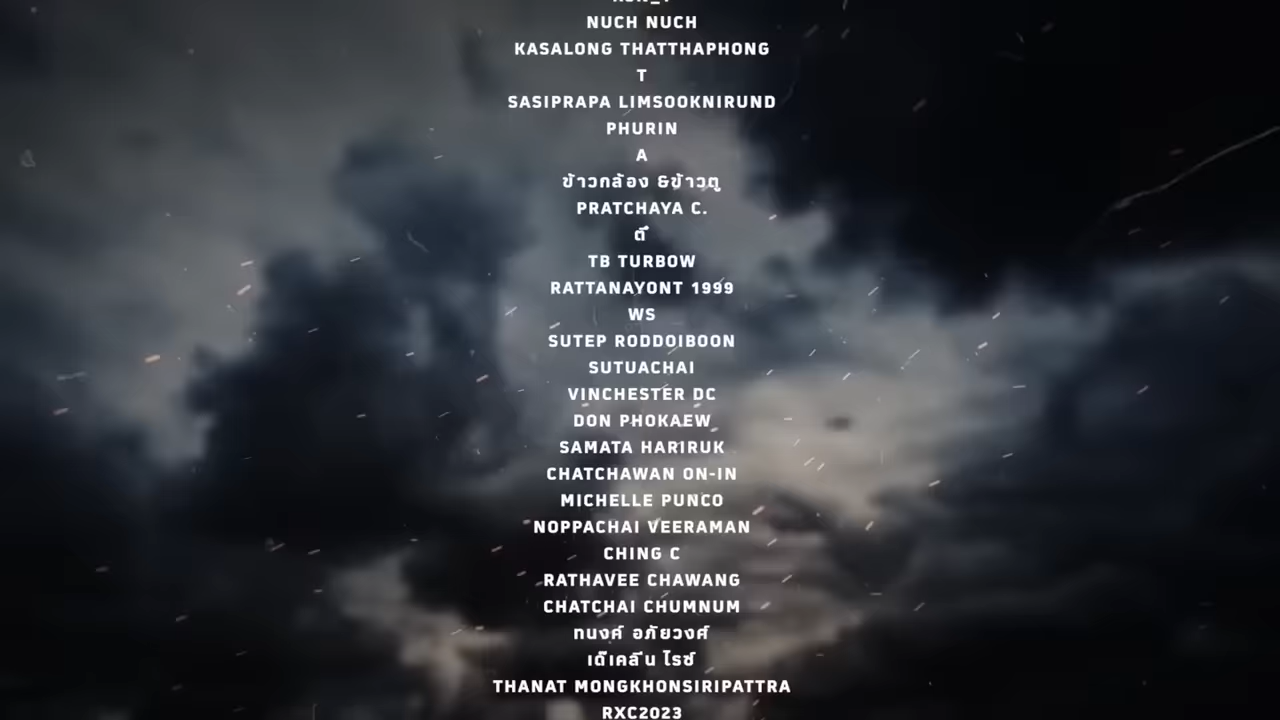 NUCH NUCH
KASALONG THATTHAPHONG
T
SASIPRAPA LIMSOOKNIRUND
PHURIN
A
ข้าวกล้อง &ข้าวตู
PRATCHAYA C.
ต๊
TB TURBOW
RATTANAYONT 1999
WS
SUTEP RODDOIBOON
SUTUACHAI
VINCHESTER DC
DON PHOKAEW
SAMATA HARIRUK
CHATCHAWAN ON-IN
MICHELLE PUNCO
NOPPACHAI VEERAMAN
CHING C
RATHAVEE CHAWANG
CHATCHAI CHUMNUM
ทนงค์ อภัยวงศ์
เด๊เคลีน ไรซ์
THANAT MONGKHONSIRIPATTRA
RXC2023